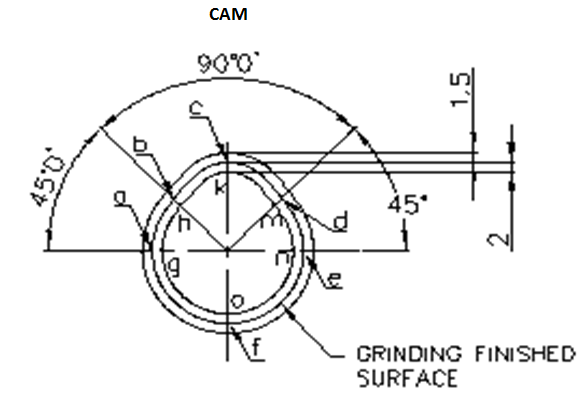 CAM
90°0'
1,5
c
b
45°0'
k
45°
a
h
m
d
2
g
n
e
o
f
GRINDING FINISHED
SURFACE